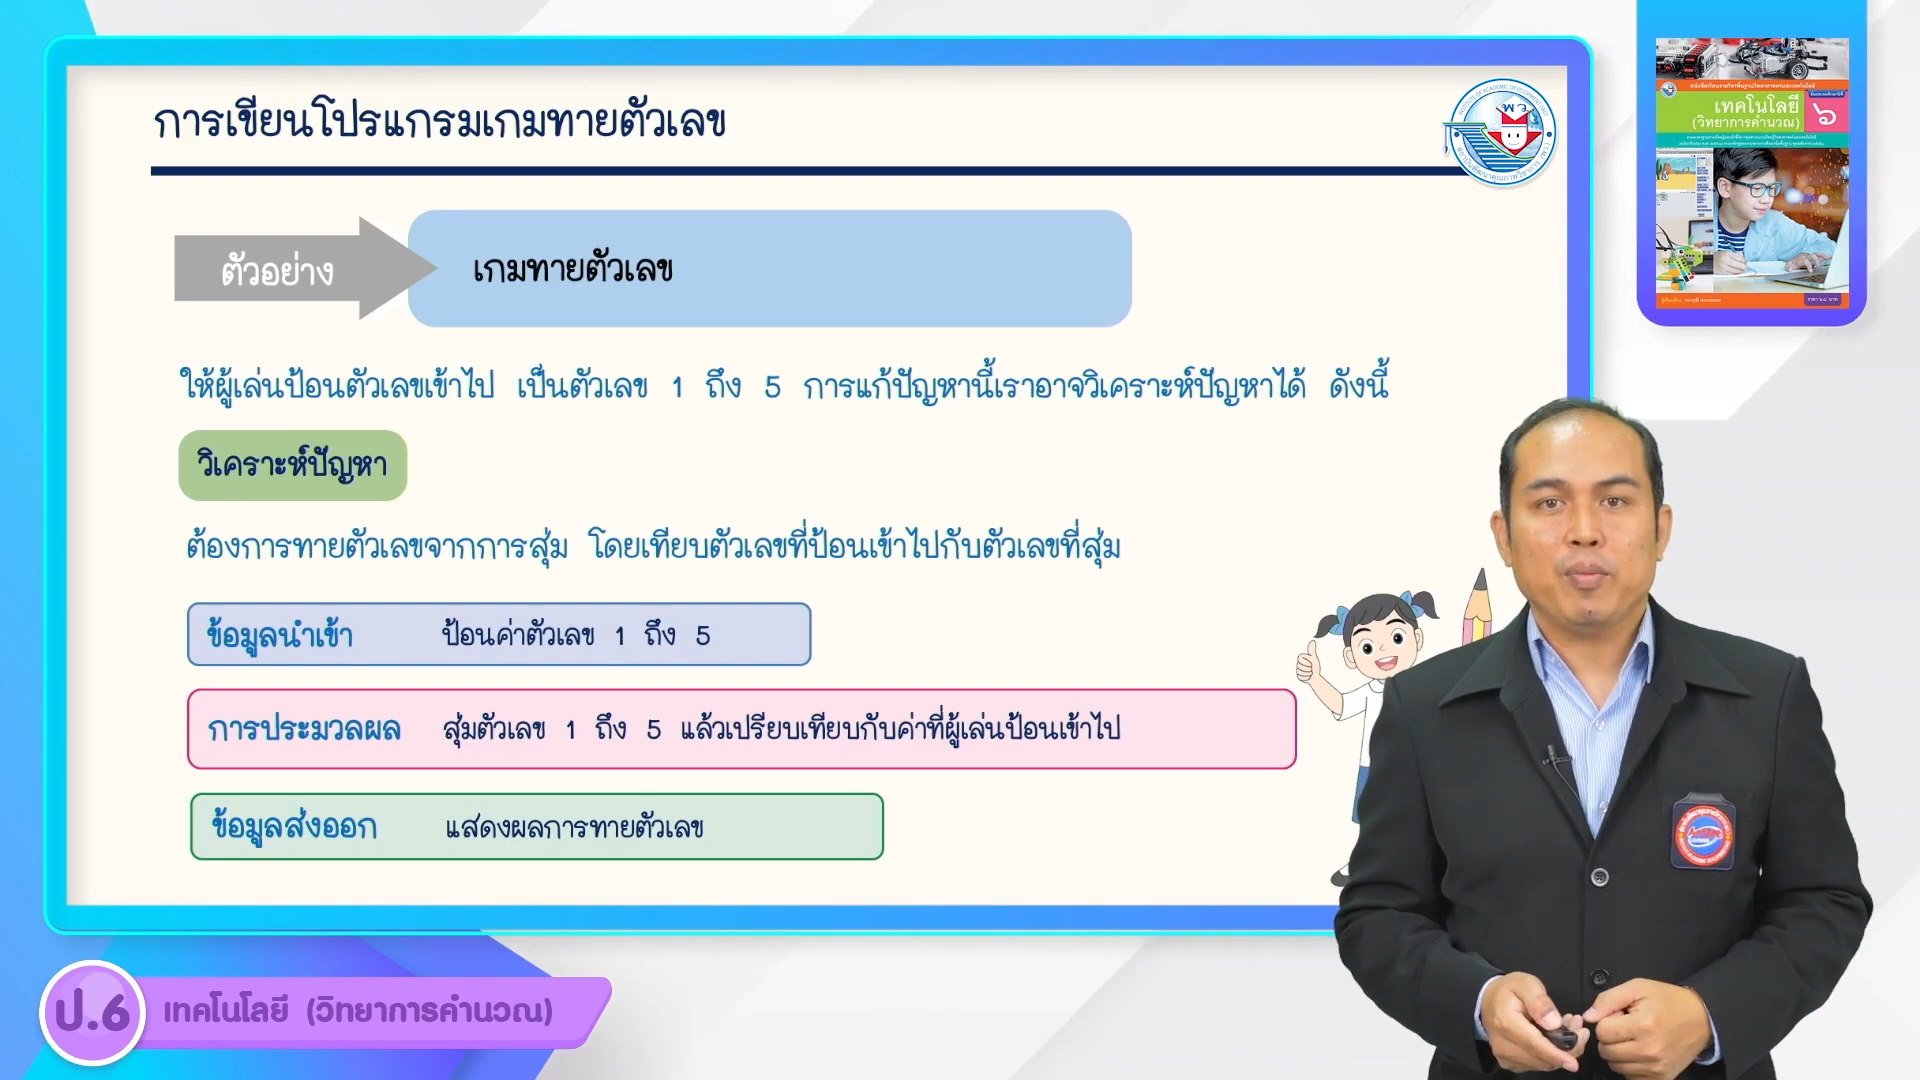 การเขียนโปรแกรมเกมทายตัวเลข
พว.
ตัวอย่าง
เกมทายตัวเลข
ให้ผู้เล่นป้อนตัวเลขเข้าไป เป็นตัวเลข 1 ถึง 5 การแก้ปัญหานี้เราอาจวิเคราะห์ปัญหาได้ ดังนี้
วิเคราะห์ปัญหา
ต้องการทายตัวเลขจากการสุ่ม โดยเทียบตัวเลขที่ป้อนเข้าไปกับตัวเลขที่สุ่ม
ข้อมูลนำเข้า ป้อนค่าตัวเลข 1 ถึง 5
การประมวลผล สุ่มตัวเลข 1 ถึง 5 แล้วเปรียบเทียบกับค่าที่ผู้เล่นป้อนเข้าไป
ข้อมูลส่งออก แสดงผลการทายตัวเลข
เทคโนโลยี
(วิทยาการคำนวณ)
๖
ป.6 เทคโนโลยี (วิทยาการคำนวณ)